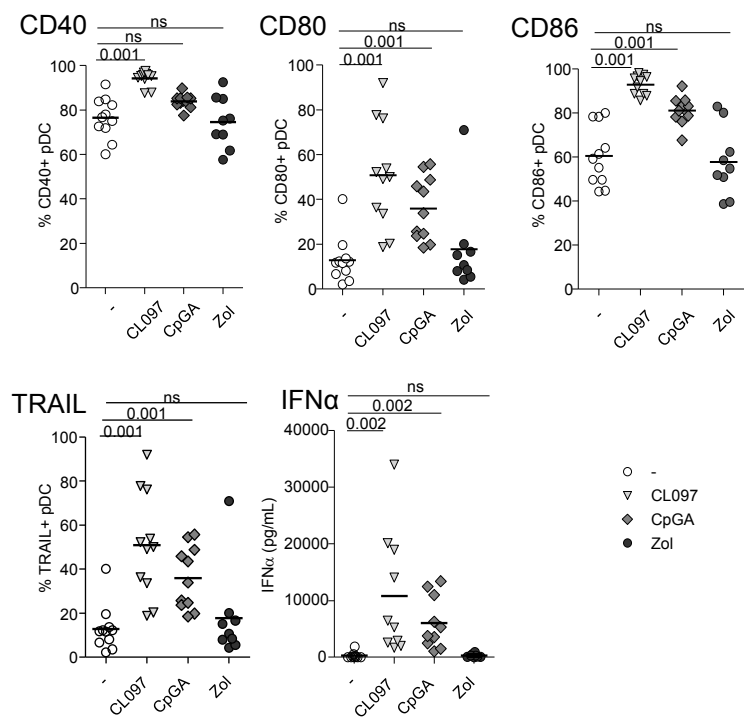 CD40
ns
ns
0.001
% CD40+ pDC
100
80
60
40
20
0
-
CL097
CpGA
Zol
CD80
ns
0.001
0.001
% CD80+ pDC
100
80
60
40
20
0
-
CL097
CpGA
Zol
CD86
ns
0.001
0.001
% CD86+ pDC
100
80
60
40
20
0
-
CL097
CpGA
Zol
TRAIL
ns
0.001
0.001
% TRAIL+ pDC
100
80
60
40
20
0
-
CL097
CpGA
Zol
IFNα
ns
0.002
0.002
IFNα (pg/mL)
40000
30000
20000
10000
0
-
CL097
CpGA
Zol
-
CL097
CpGA
Zol